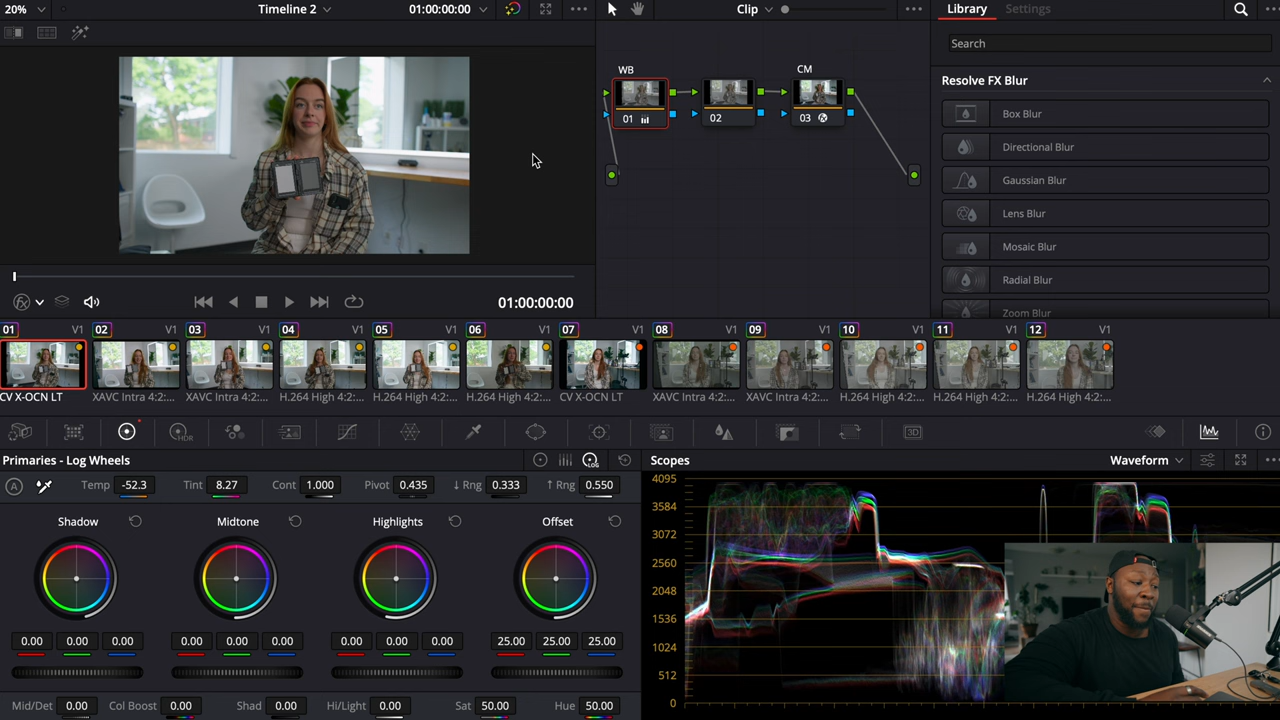 20%
Timeline 2
01:00:00:00
Clip
Library
Settings
Search
WB
CM
01
02
03
Resolve FX Blur
Box Blur
Directional Blur
Gaussian Blur
Lens Blur
Mosaic Blur
Radial Blur
Zoom Blur
fx
01:00:00:00
01 V1 02 V1 03 V1 04 V1 05 V1 06 V1 07 V1 08 V1 09 V1 10 V1 11 V1 12 V1
CV X-OCN LT XAVC Intra 4:2:... XAVC Intra 4:2:... H.264 High 4:2:... H.264 High 4:2:... H.264 High 4:2:... CV X-OCN LT XAVC Intra 4:2:... XAVC Intra 4:2:... H.264 High 4:2:... H.264 High 4:2:... H.264 High 4:2:...
HDR
3D
Primaries - Log Wheels
LOG
Scopes
Waveform
A
Temp -52.3 Tint 8.27 Cont 1.000 Pivot 0.435 ↓ Rng 0.333 ↑ Rng 0.550
Shadow
Midtone
Highlights
Offset
0.00 0.00 0.00
0.00 0.00 0.00
0.00 0.00 0.00
25.00 25.00 25.00
Mid/Det 0.00 Col Boost 0.00 Shad 0.00 Hi/Light 0.00 Sat 50.00 Hue 50.00
4095
3584
3072
2560
2048
1536
1024
512
0